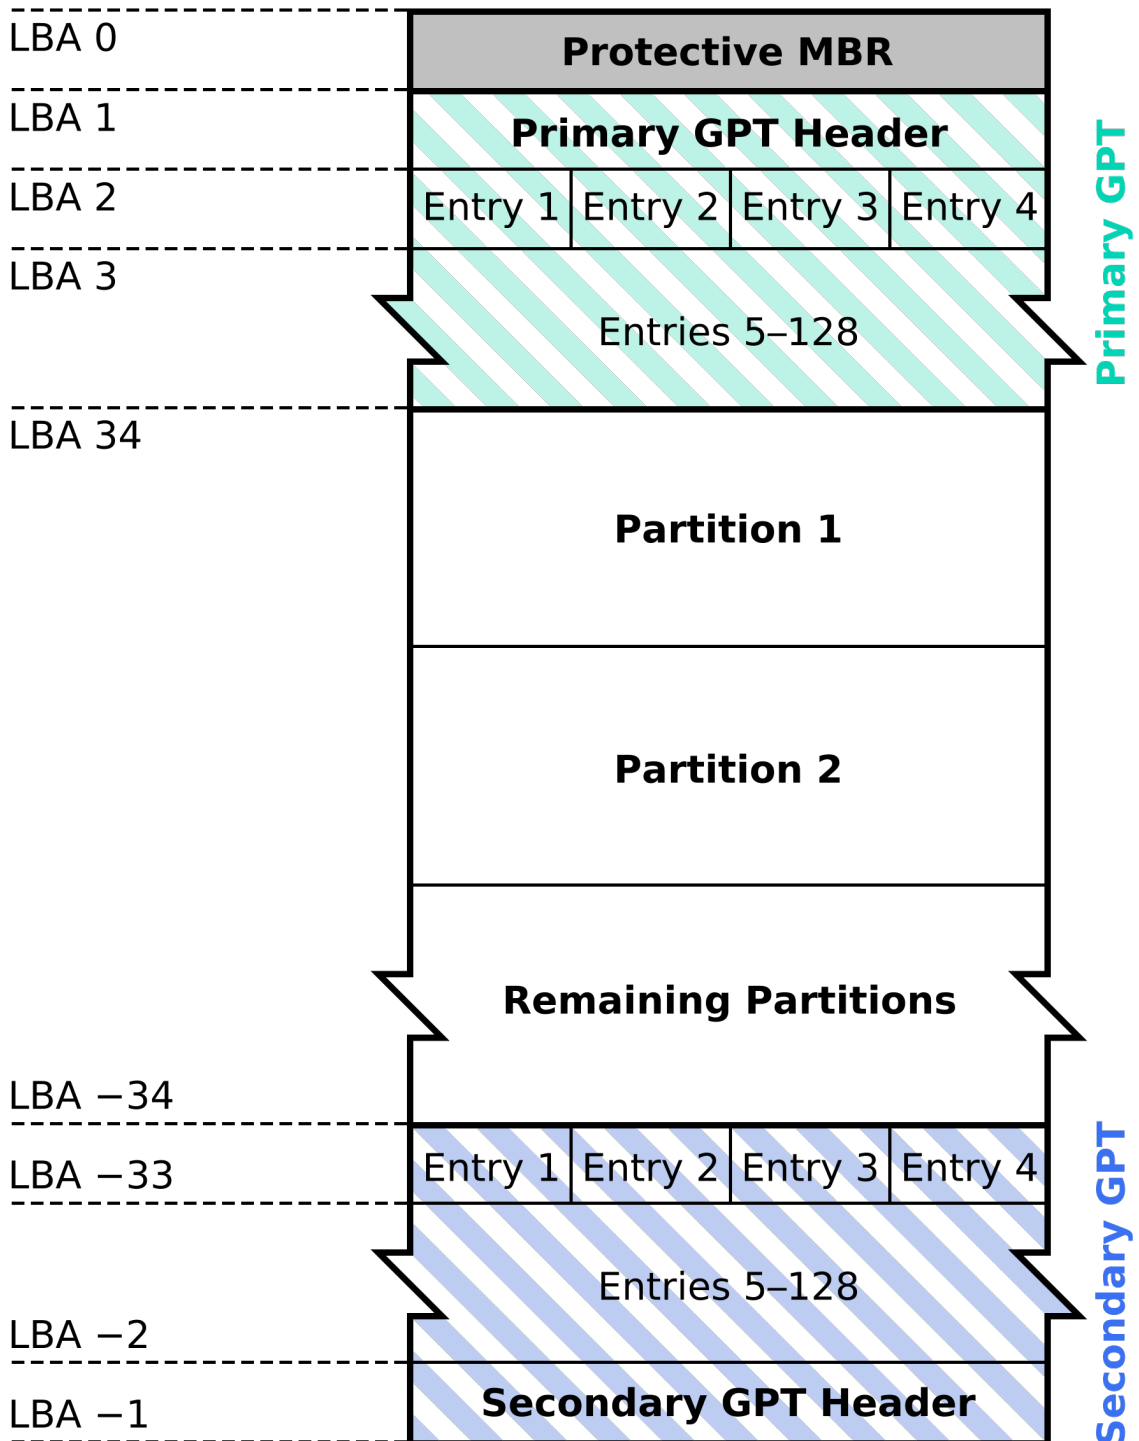 LBA 0
Protective MBR
LBA 1
Primary GPT Header
LBA 2
Entry 1
Entry 2
Entry 3
Entry 4
Primary GPT
LBA 3
Entries 5–128
LBA 34
Partition 1
Partition 2
Remaining Partitions
LBA −34
LBA −33
Entry 1
Entry 2
Entry 3
Entry 4
Secondary GPT
Entries 5–128
LBA −2
LBA −1
Secondary GPT Header